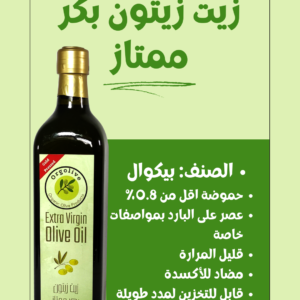 زيت زيتون بكر
ممتاز
• الصنف: بيكوال
• حموضة اقل من 0.8%
• عصر على البارد بمواصفات
خاصة
• قليل المرارة
• مضاد للأكسدة
• قابل للتخزين لمدد طويلة
Orgolive
Extra Virgin
Olive Oil
زيت زيتون